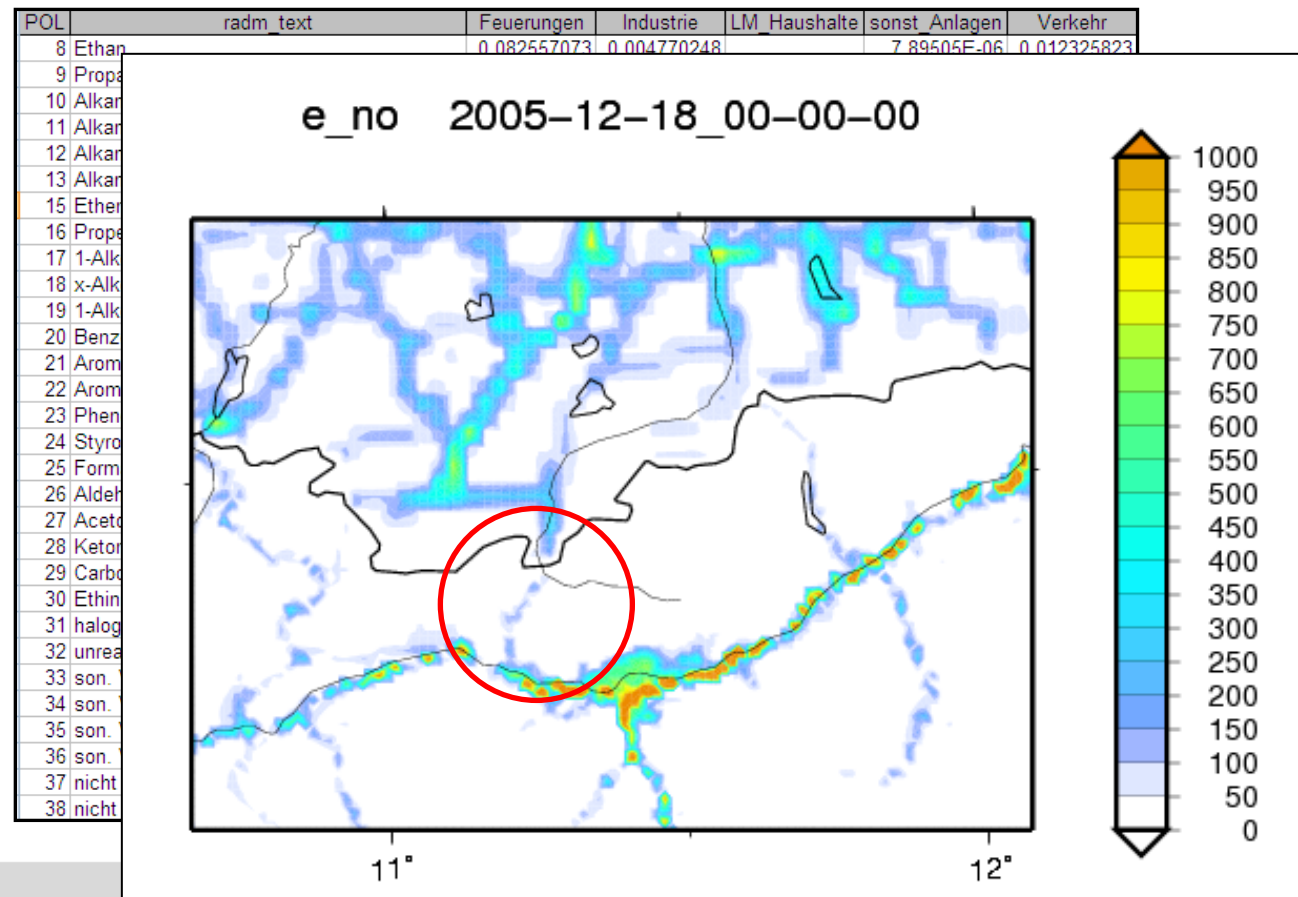 POL radm_text Feuerungen Industrie LM_Haushalte sonst_Anlagen Verkehr
8 Ethan 0.082557073 0.004770248 7.89505E-06 0.012325823
9 Propa
10 Alkan
11 Alkan
12 Alkan
13 Alkan
15 Ethen
16 Prope
17 1-Alk
18 x-Alk
19 1-Alk
20 Benz
21 Arom
22 Arom
23 Phen
24 Styro
25 Form
26 Aldeh
27 Aceto
28 Keton
29 Carbo
30 Ethin
31 halog
32 unrea
33 son.
34 son.
35 son.
36 son.
37 nicht
38 nicht
e_no 2005-12-18_00-00-00
1000
950
900
850
800
750
700
650
600
550
500
450
400
350
300
250
200
150
100
50
0
11° 12°